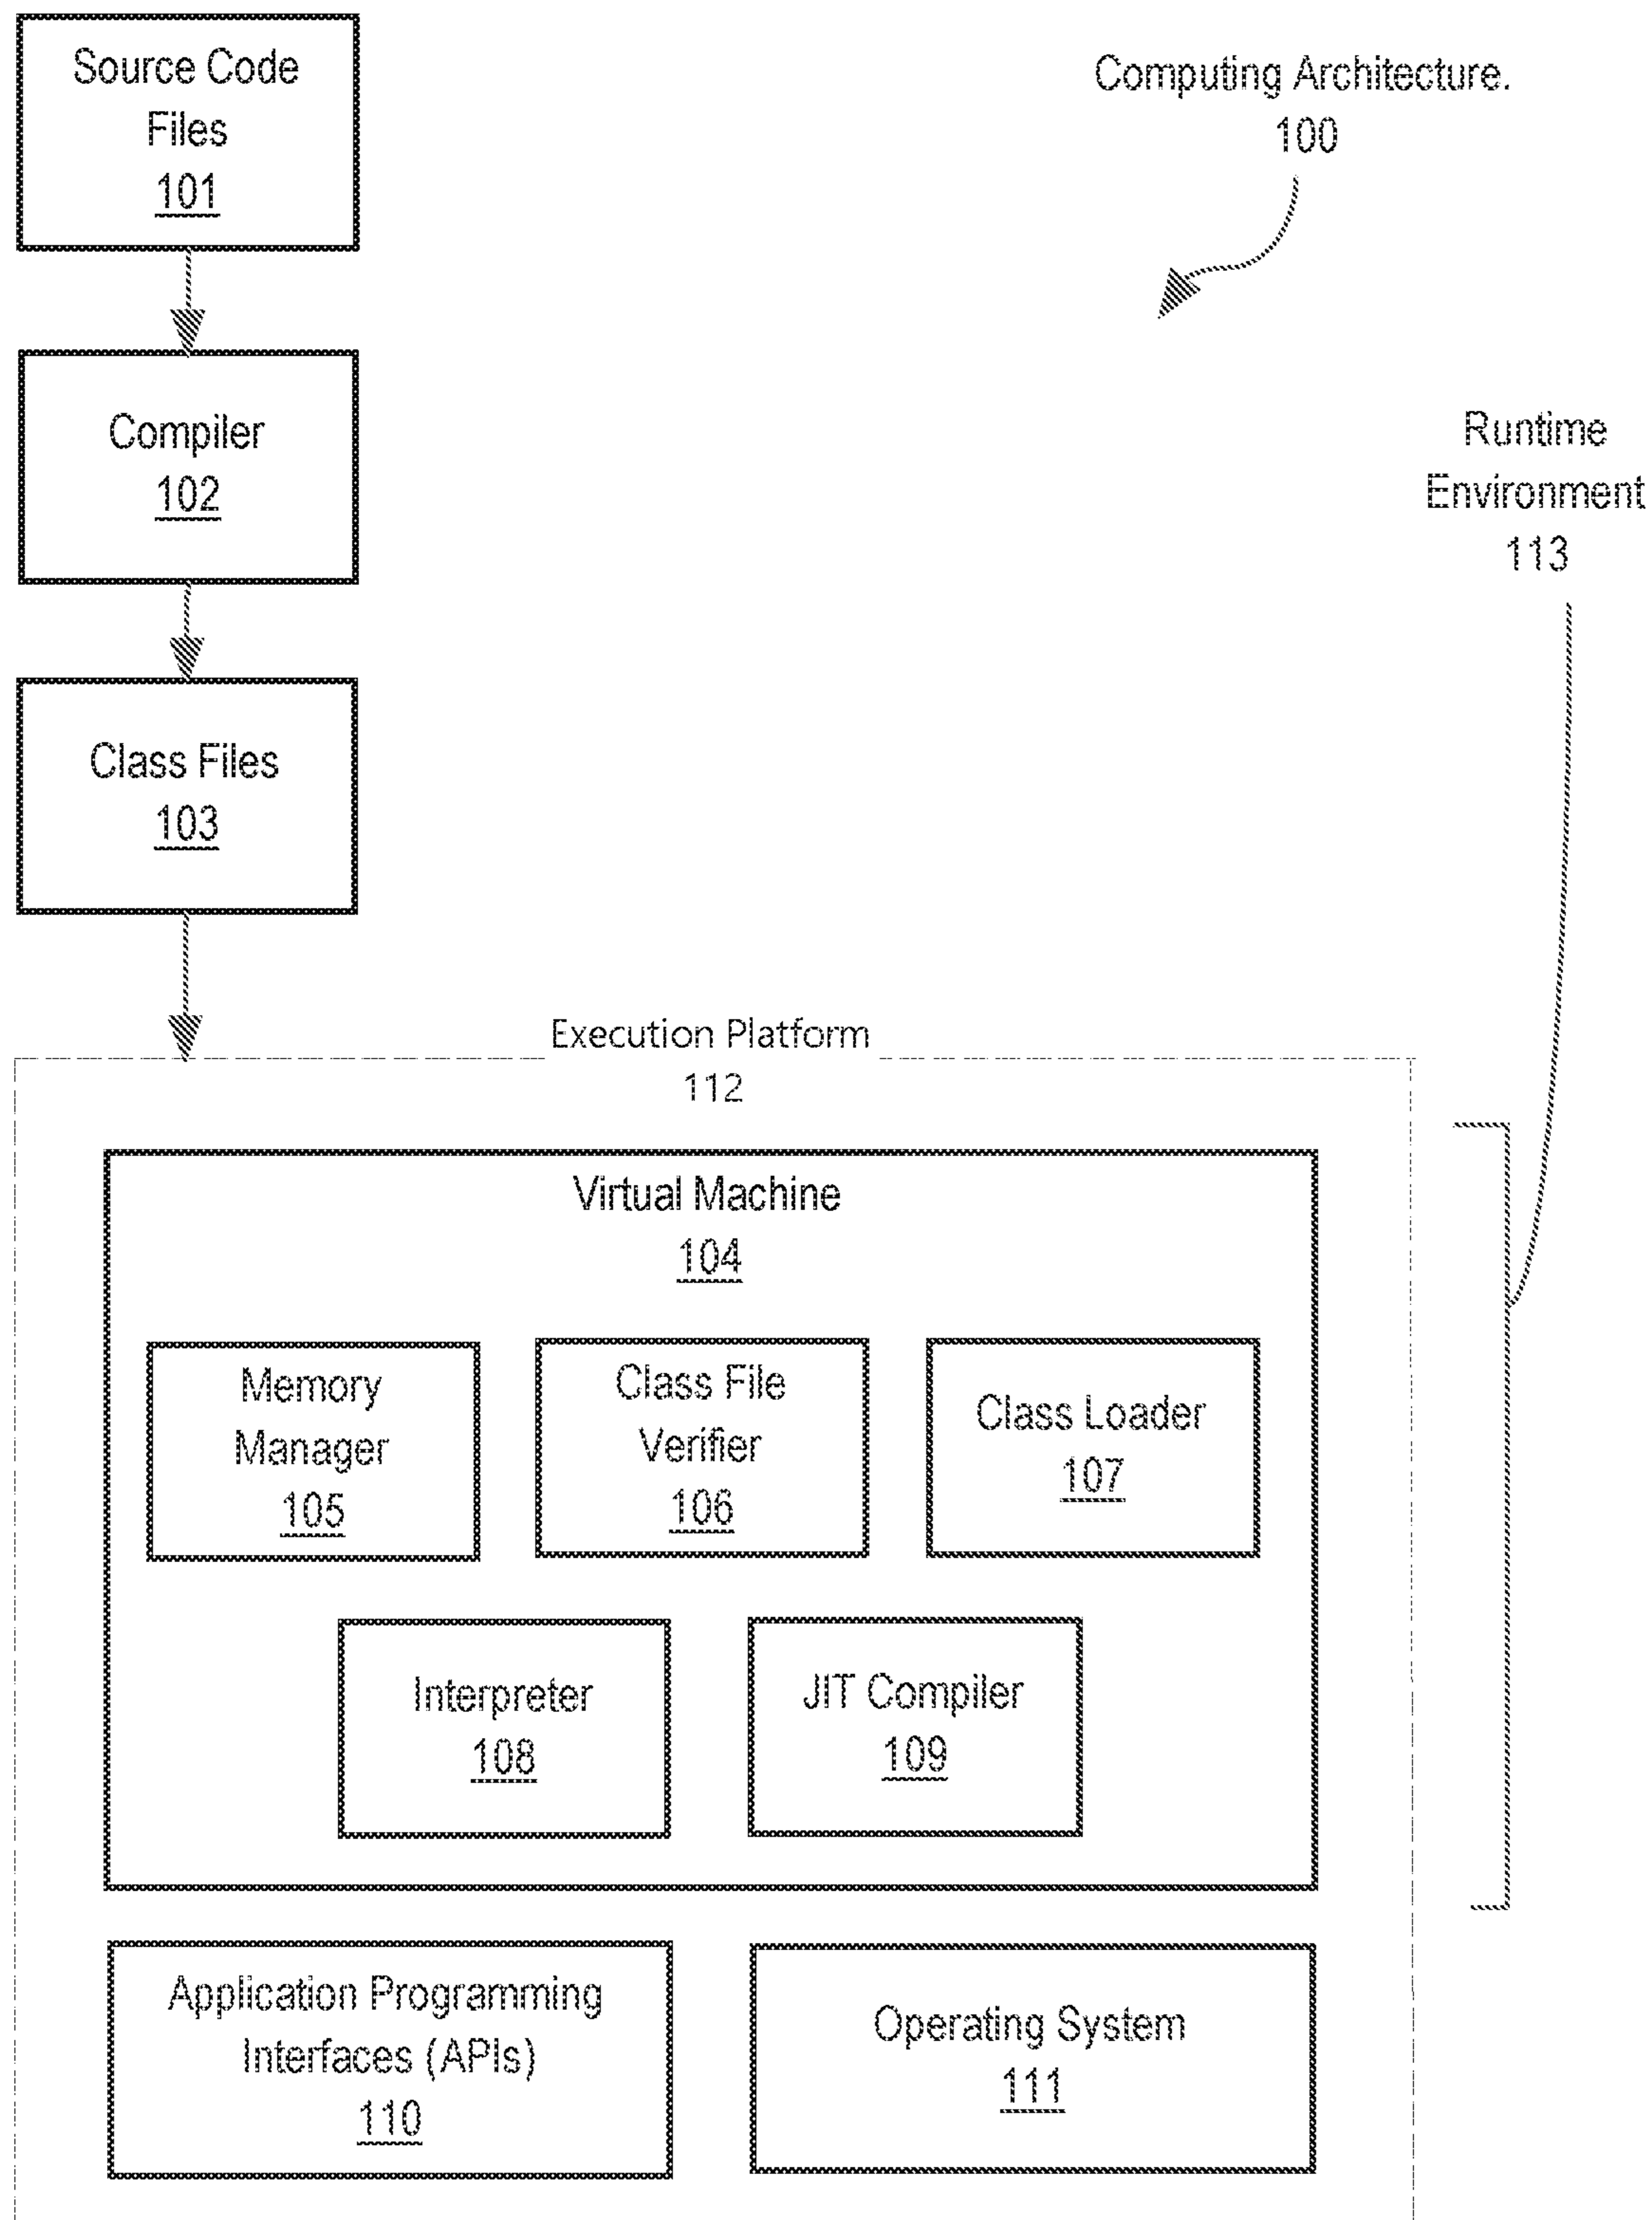 Source Code
Files
101
Computing Architecture.
100
Compiler
102
Runtime
Environment
113
Class Files
103
Execution Platform
112
Virtual Machine
104
Memory
Manager
105
Class File
Verifier
106
Class Loader
107
Interpreter
108
JIT Compiler
109
Application Programming
Interfaces (APIs)
110
Operating System
111